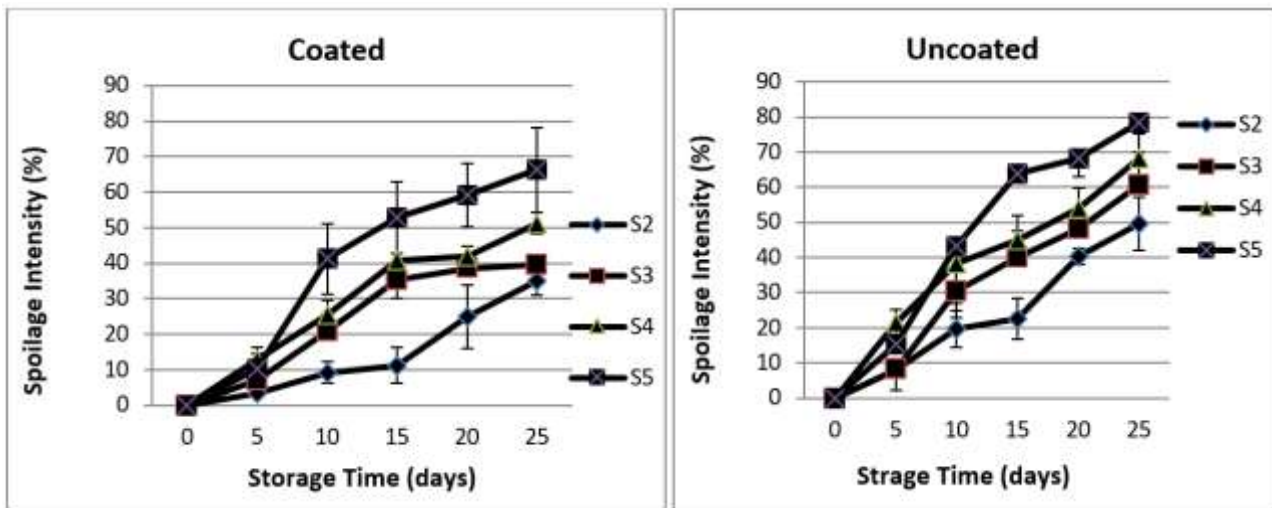 Coated
90
80
70
60
50
40
30
20
10
0
Spoilage Intensity (%)
0 5 10 15 20 25
Storage Time (days)
S2
S3
S4
S5
Uncoated
90
80
70
60
50
40
30
20
10
0
Spoilage Intensity (%)
0 5 10 15 20 25
Strage Time (days)
S2
S3
S4
S5